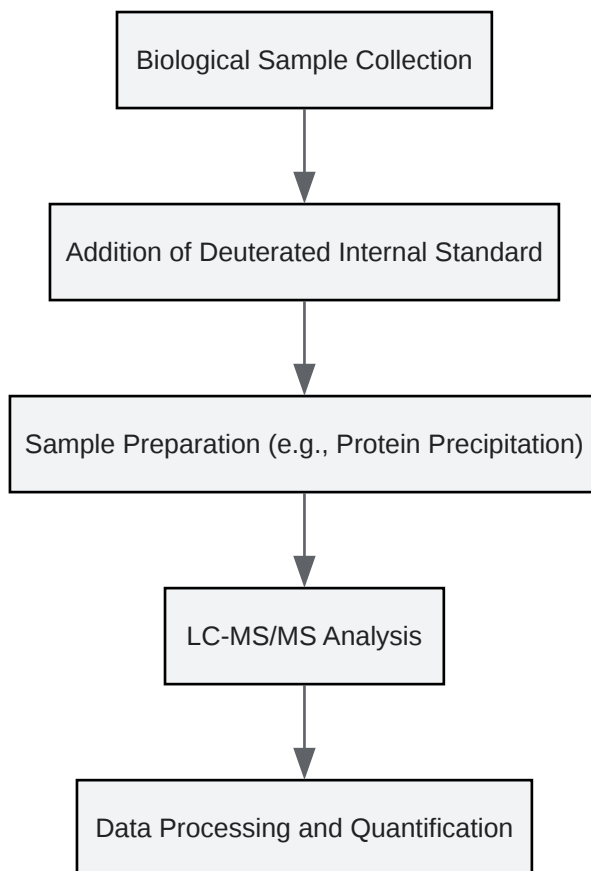 Biological Sample Collection
Addition of Deuterated Internal Standard
Sample Preparation (e.g., Protein Precipitation)
LC-MS/MS Analysis
Data Processing and Quantification